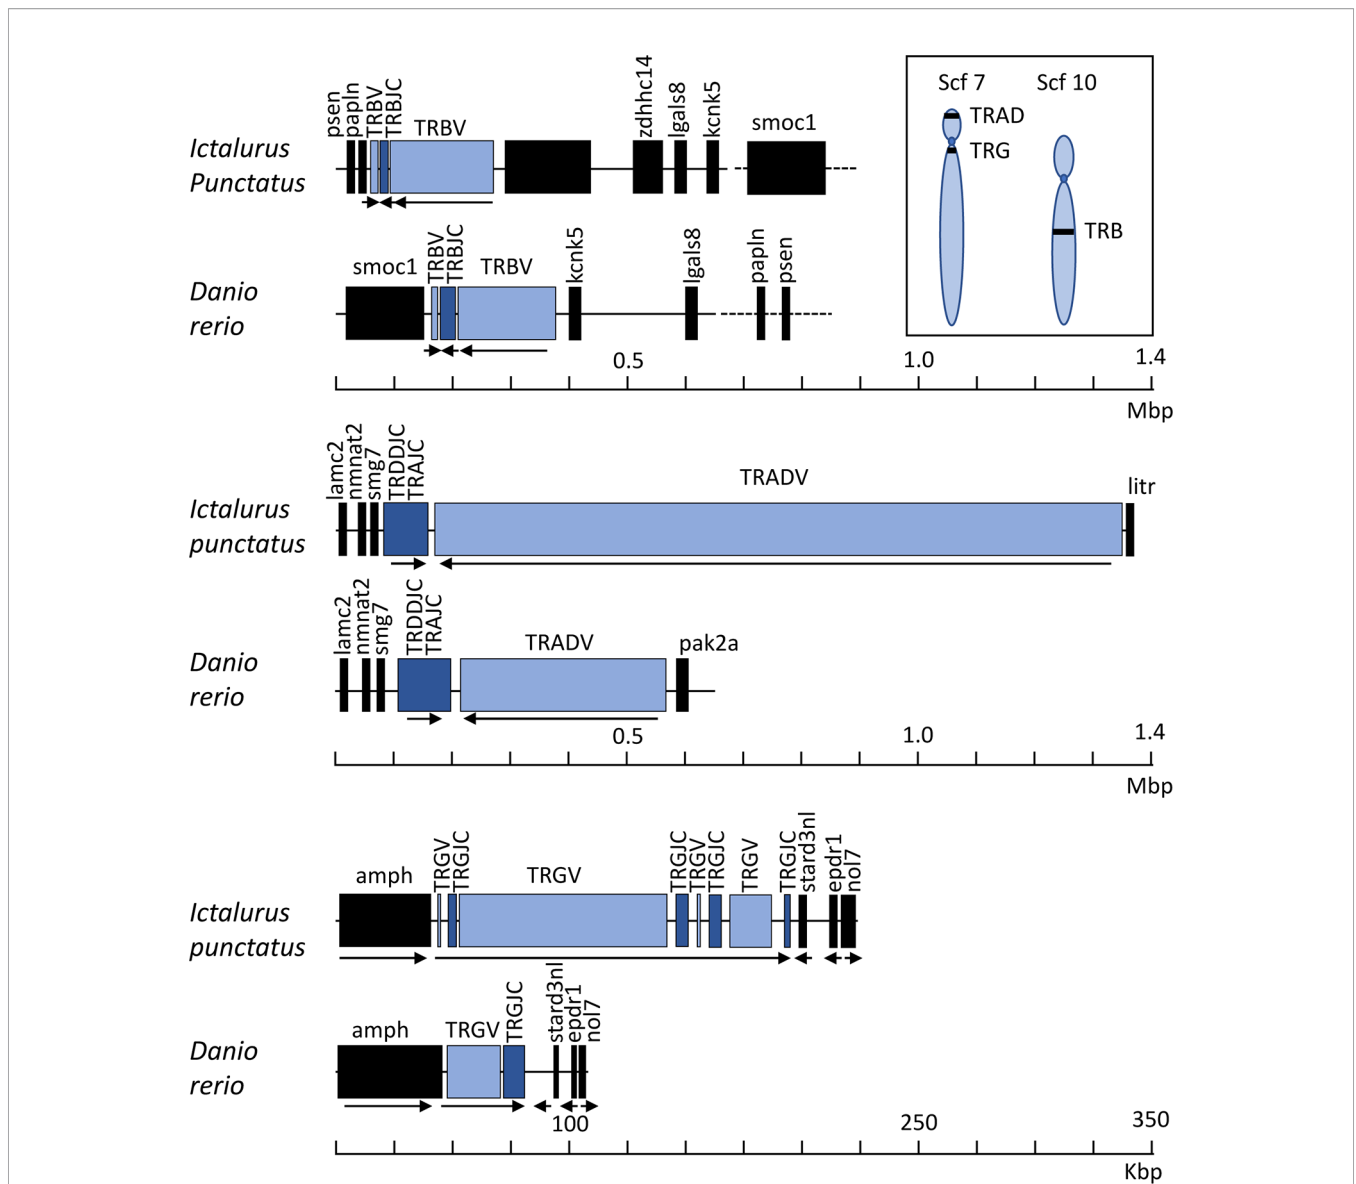 psen
papln
TRBV
TRBJC
TRBV
zdhhc14
lgals8
kcnk5
smoc1
Ictalurus
Punctatus
Scf 7
Scf 10
TRAD
TRG
TRB
smoc1
TRBV
TRBJC
TRBV
kcnk5
lgals8
papln
psen
Danio
rerio
0.5
1.0
1.4
Mbp
lamc2
nmnat2
smg7
TRDDJC
TRAJC
TRADV
litr
Ictalurus
punctatus
lamc2
nmnat2
smg7
TRDDJC
TRAJC
TRADV
pak2a
Danio
rerio
0.5
1.0
1.4
Mbp
amph
TRGV
TRGJC
TRGV
TRGJC
TRGV
TRGJC
TRGV
TRGJC
stard3nl
epdr1
nol7
Ictalurus
punctatus
amph
TRGV
TRGJC
stard3nl
epdr1
nol7
Danio
rerio
100
250
350
Kbp